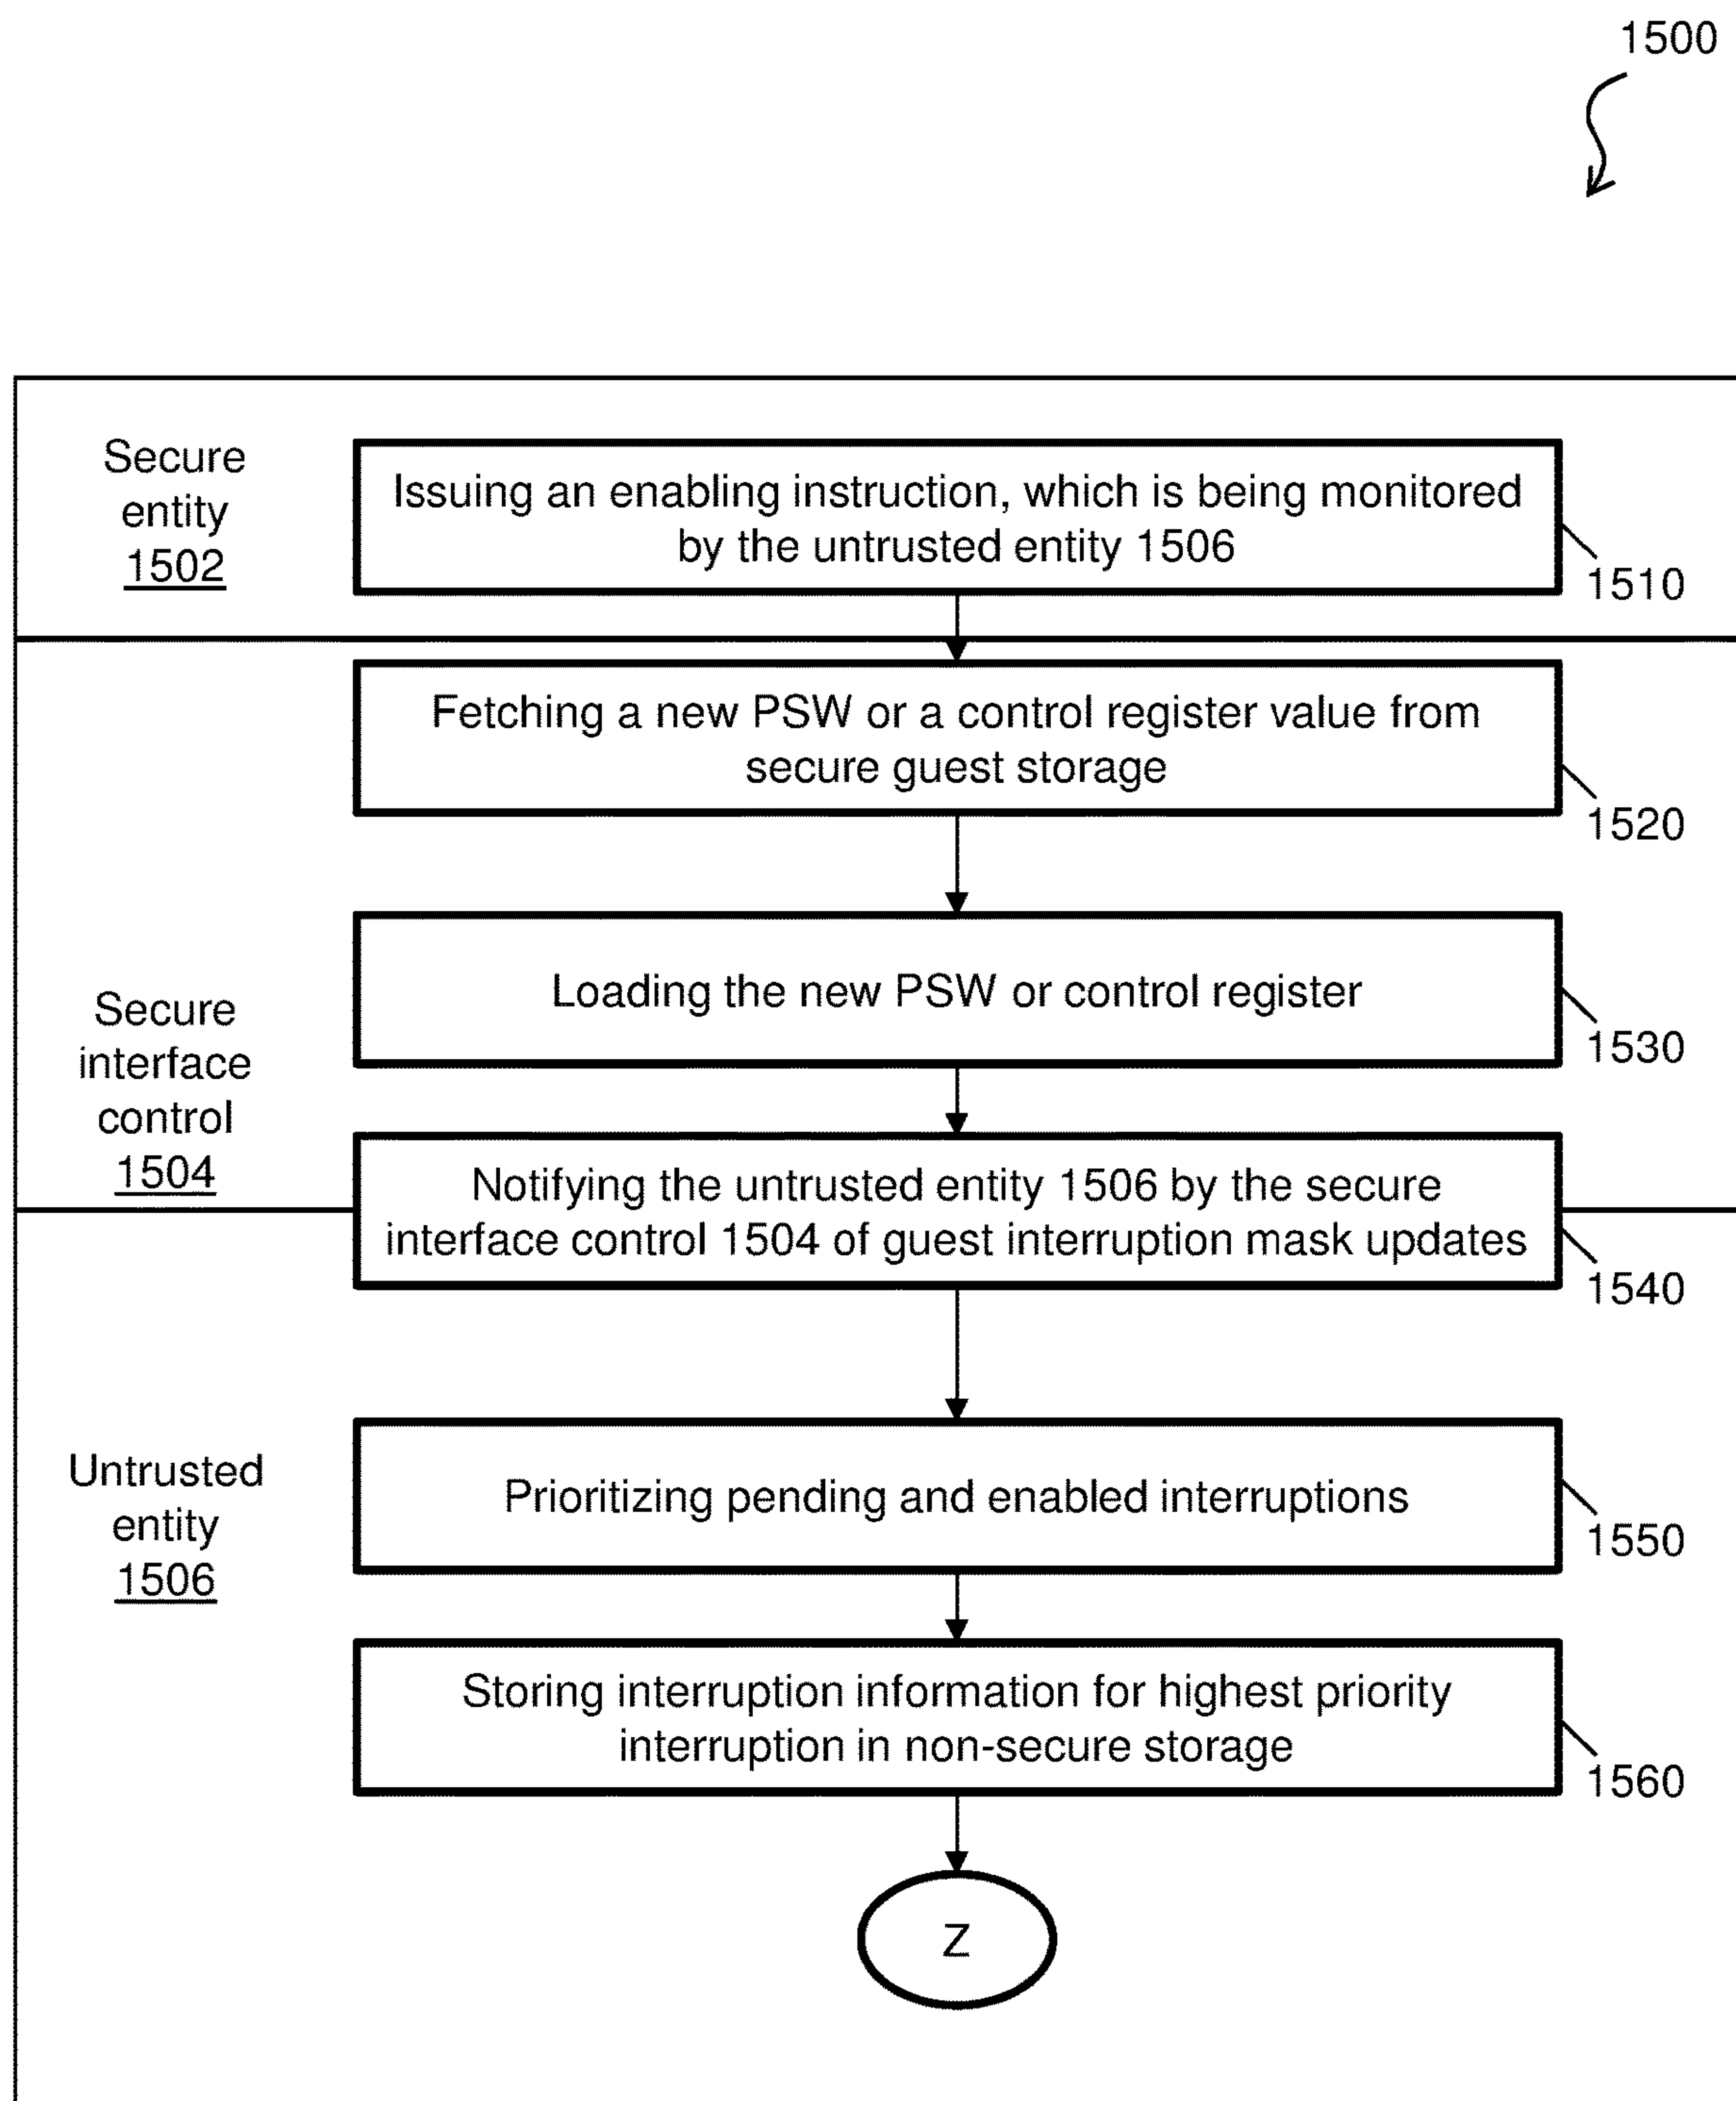 1500
Secure
entity
1502
Issuing an enabling instruction, which is being monitored
by the untrusted entity 1506
1510
Fetching a new PSW or a control register value from
secure guest storage
1520
Secure
interface
control
1504
Loading the new PSW or control register
1530
Notifying the untrusted entity 1506 by the secure
interface control 1504 of guest interruption mask updates
1540
Untrusted
entity
1506
Prioritizing pending and enabled interruptions
1550
Storing interruption information for highest priority
interruption in non-secure storage
1560
Z